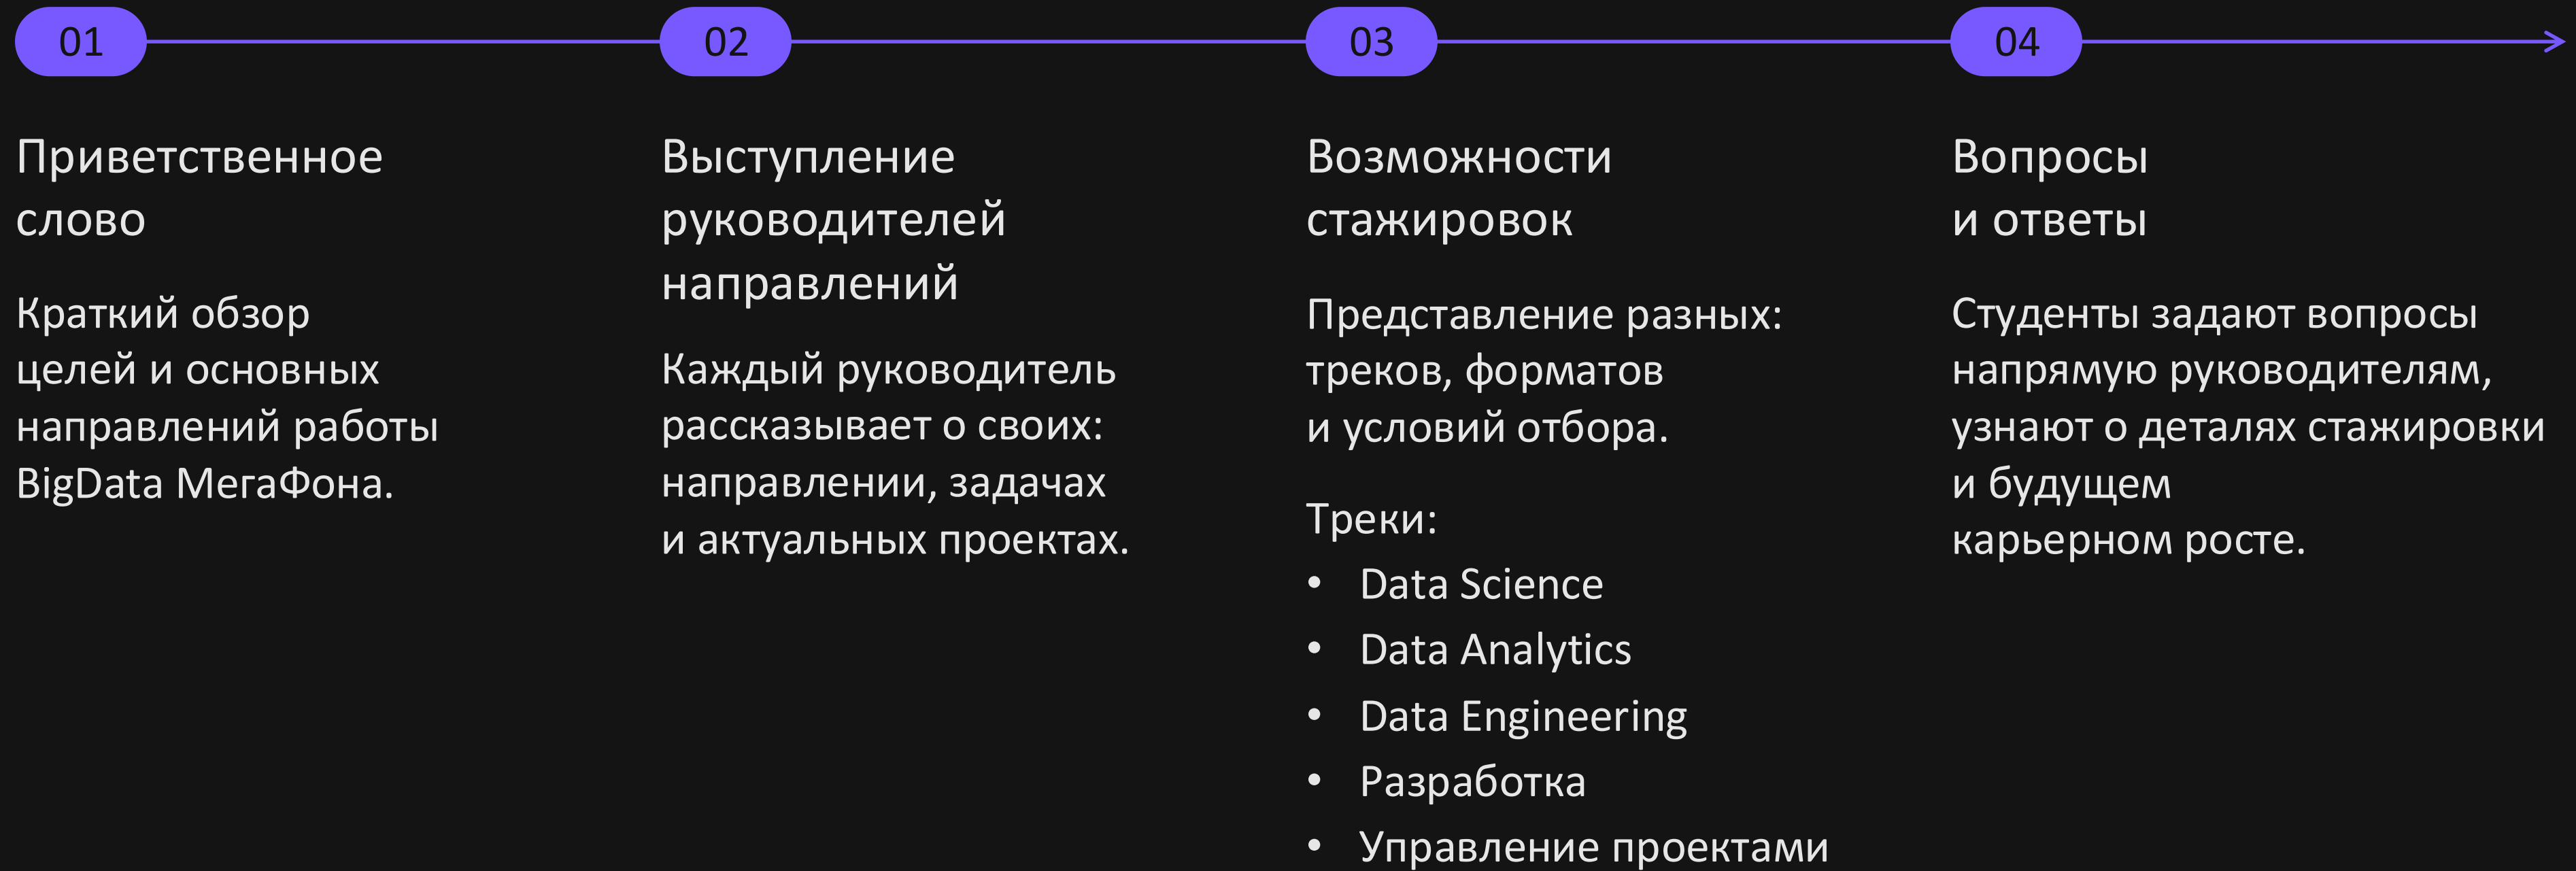 01
02
03
04
Приветственное
слово
Краткий обзор
целей и основных
направлений работы
BigData МегаФона.
Выступление
руководителей
направлений
Каждый руководитель
рассказывает о своих:
направлении, задачах
и актуальных проектах.
Возможности
стажировок
Представление разных:
треков, форматов
и условий отбора.
Треки:
• Data Science
• Data Analytics
• Data Engineering
• Разработка
• Управление проектами
Вопросы
и ответы
Студенты задают вопросы
напрямую руководителям,
узнают о деталях стажировки
и будущем
карьерном росте.